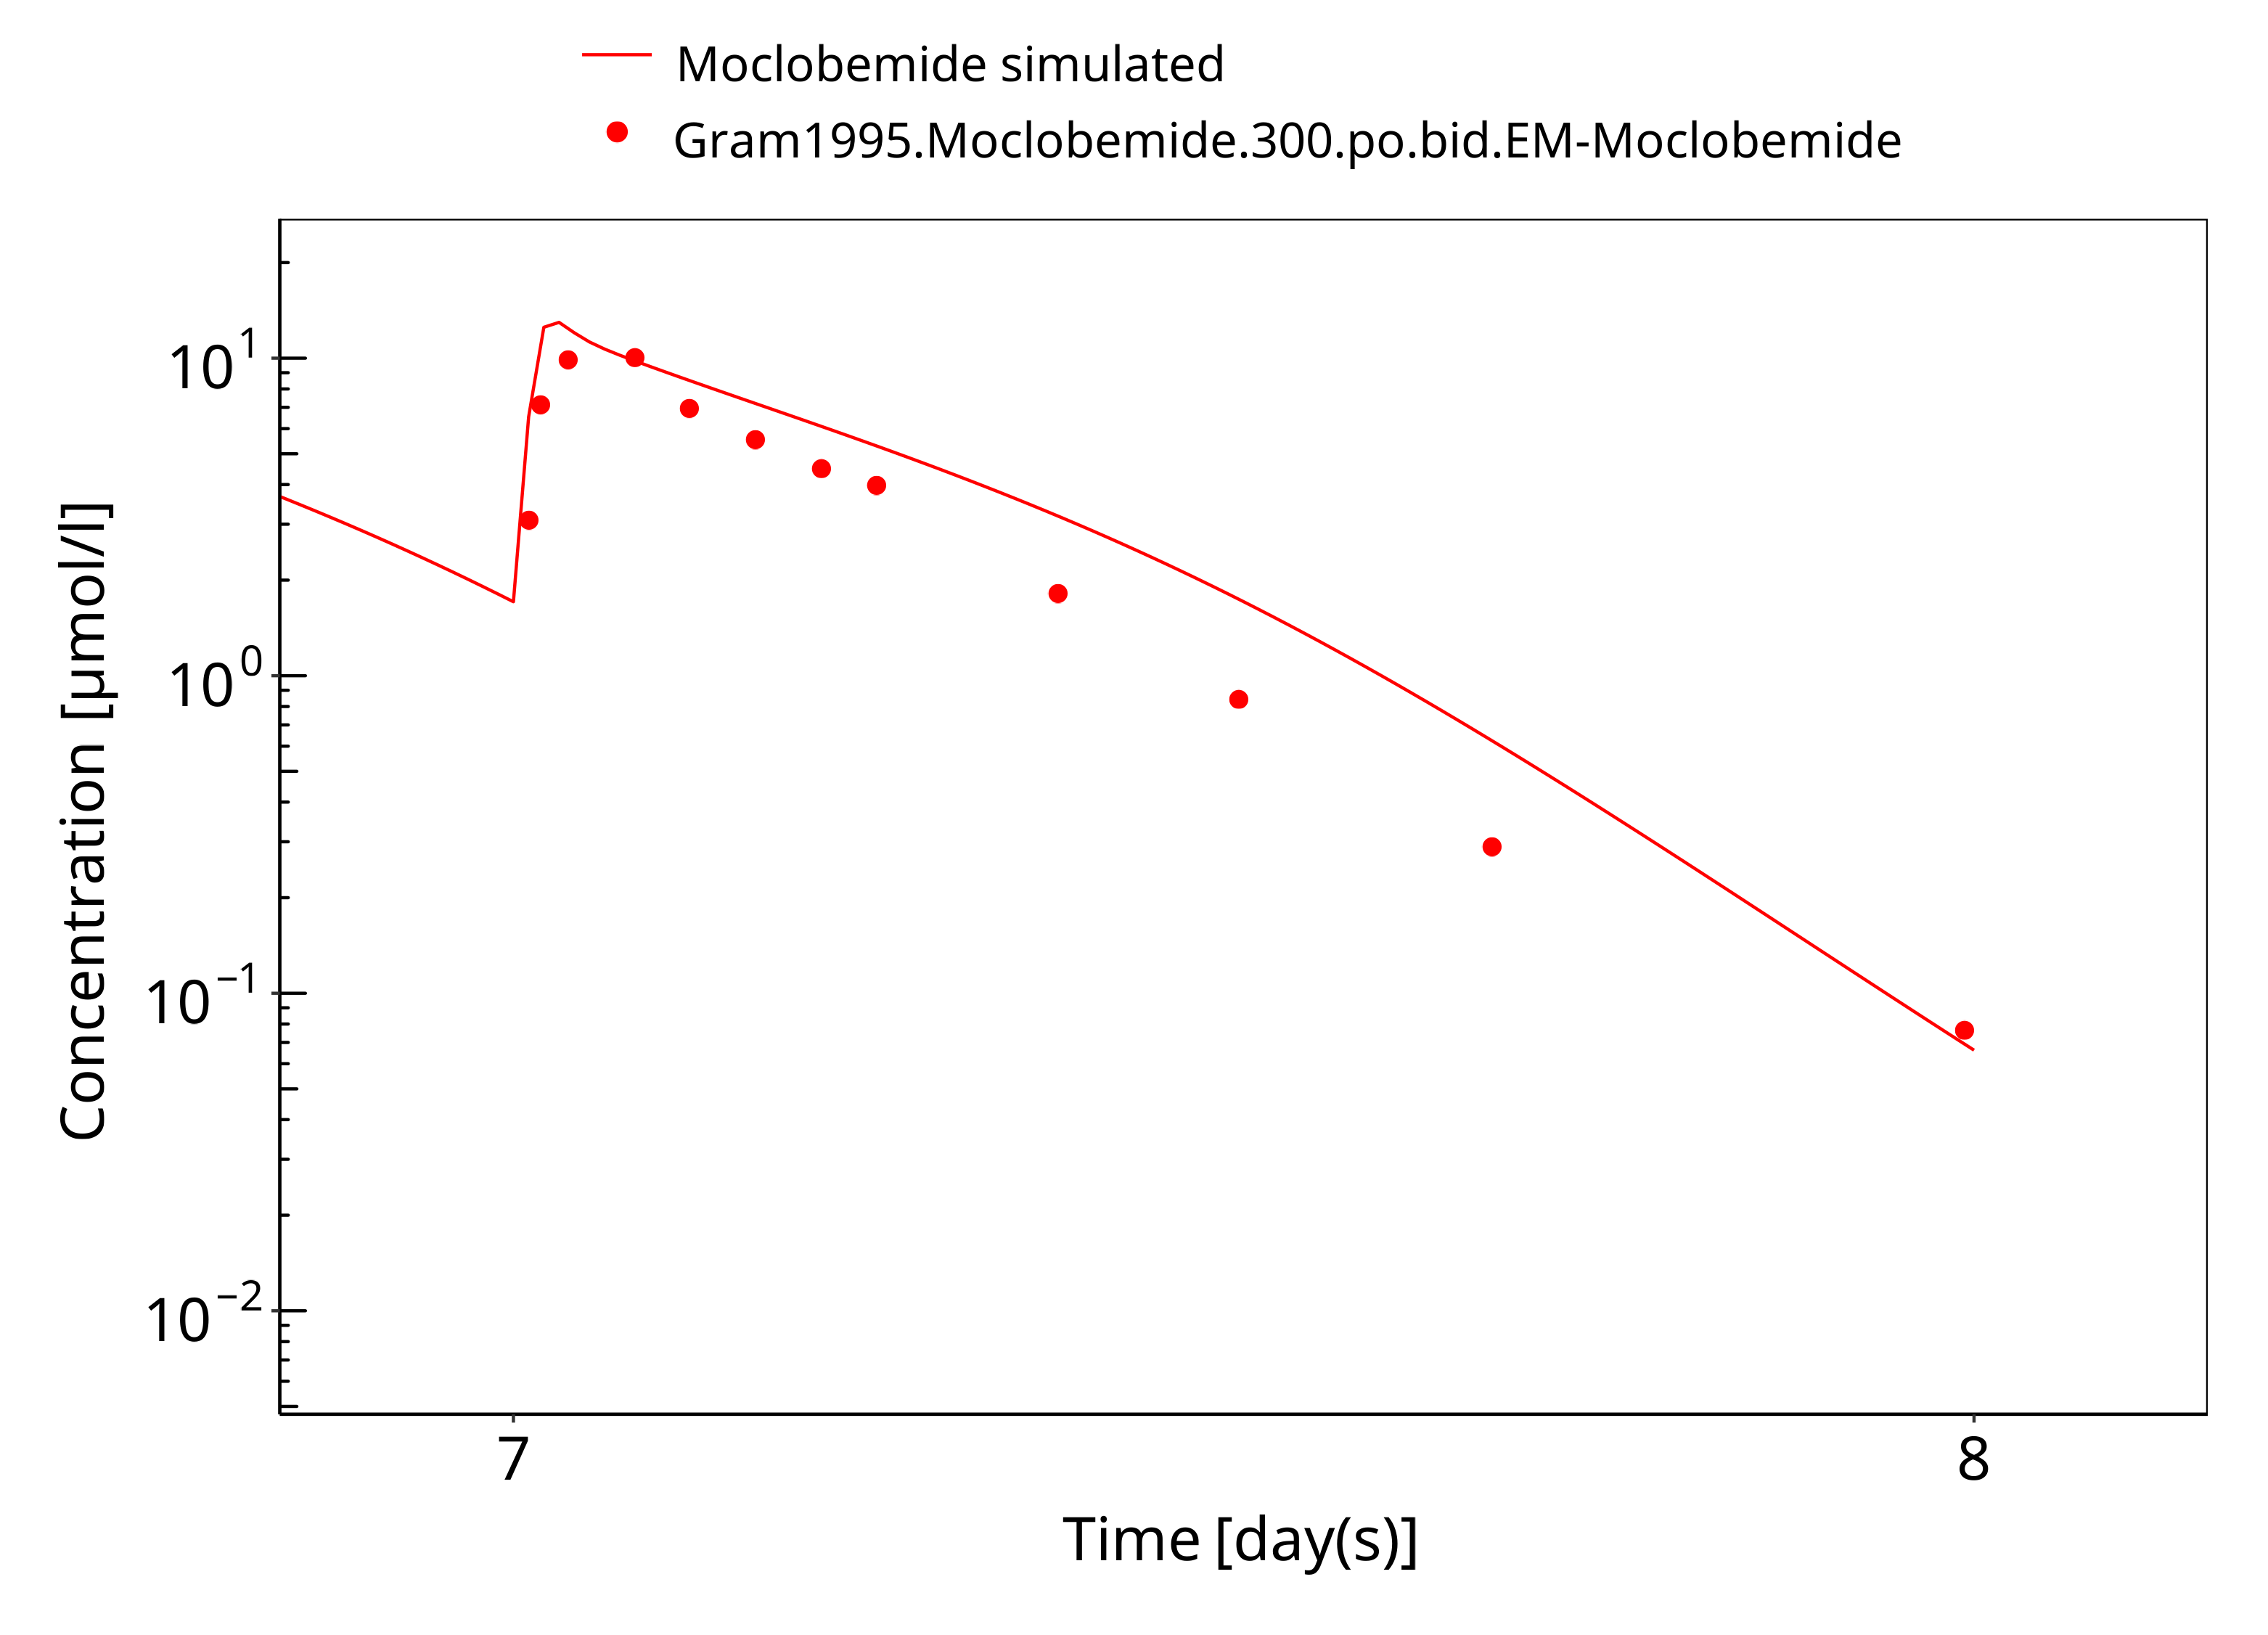 Moclobemide simulated
Gram1995.Moclobemide.300.po.bid.EM-Moclobemide
Concentration [µmol/l]
10^1
10^0
10^−1
10^−2
7 8
Time [day(s)]